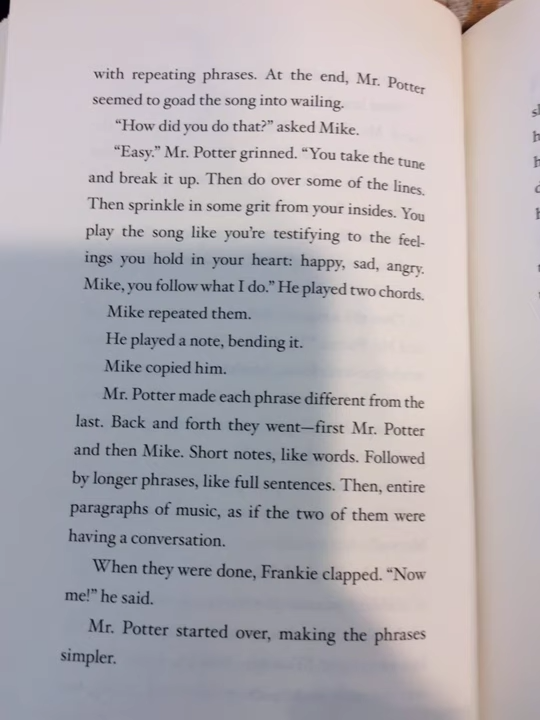 with repeating phrases. At the end, Mr. Potter
seemed to goad the song into wailing.
“How did you do that?” asked Mike.
“Easy.” Mr. Potter grinned. “You take the tune
and break it up. Then do over some of the lines.
Then sprinkle in some grit from your insides. You
play the song like you’re testifying to the feel-
ings you hold in your heart: happy, sad, angry.
Mike, you follow what I do.” He played two chords.
Mike repeated them.
He played a note, bending it.
Mike copied him.
Mr. Potter made each phrase different from the
last. Back and forth they went—first Mr. Potter
and then Mike. Short notes, like words. Followed
by longer phrases, like full sentences. Then, entire
paragraphs of music, as if the two of them were
having a conversation.
When they were done, Frankie clapped. “Now
me!” he said.
Mr. Potter started over, making the phrases
simpler.